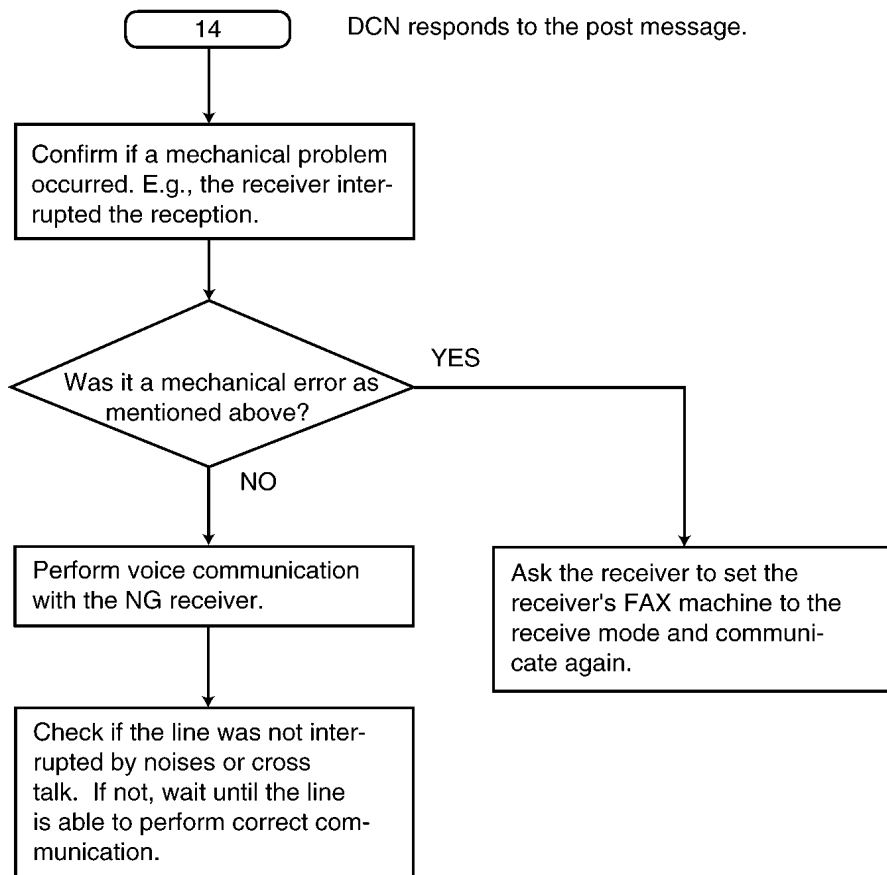 14
DCN responds to the post message.
Confirm if a mechanical problem
occurred. E.g., the receiver inter-
rupted the reception.
Was it a mechanical error as
mentioned above?
YES
NO
Perform voice communication
with the NG receiver.
Ask the receiver to set the
receiver's FAX machine to the
receive mode and communi-
cate again.
Check if the line was not inter-
rupted by noises or cross
talk.  If not, wait until the line
is able to perform correct com-
munication.